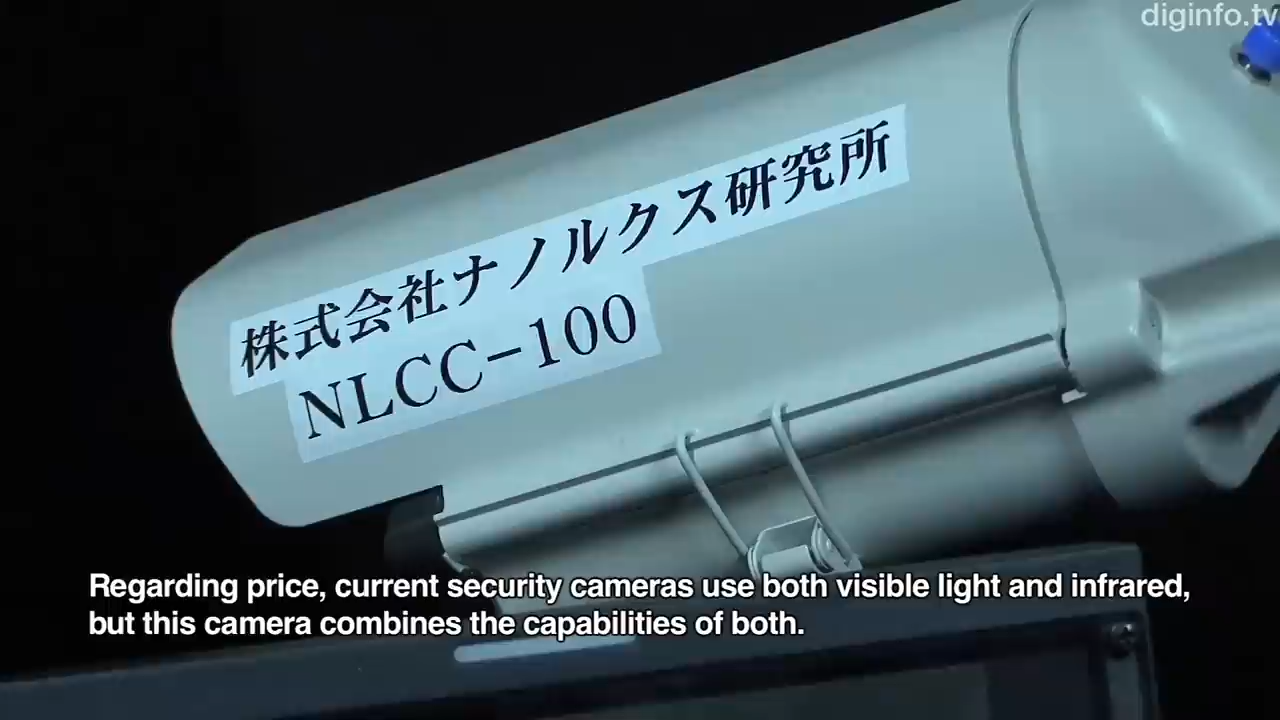 diginfo.tv
株式会社ナノルクス研究所
NLCC-100
Regarding price, current security cameras use both visible light and infrared,
but this camera combines the capabilities of both.